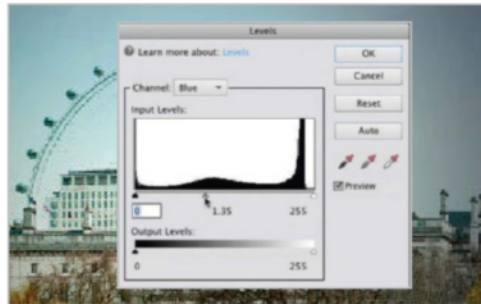 Levels
Learn more about: Levels
Channel: Blue
Input Levels:
0 1.35 255
Output Levels:
0 255
OK
Cancel
Reset
Auto
Preview